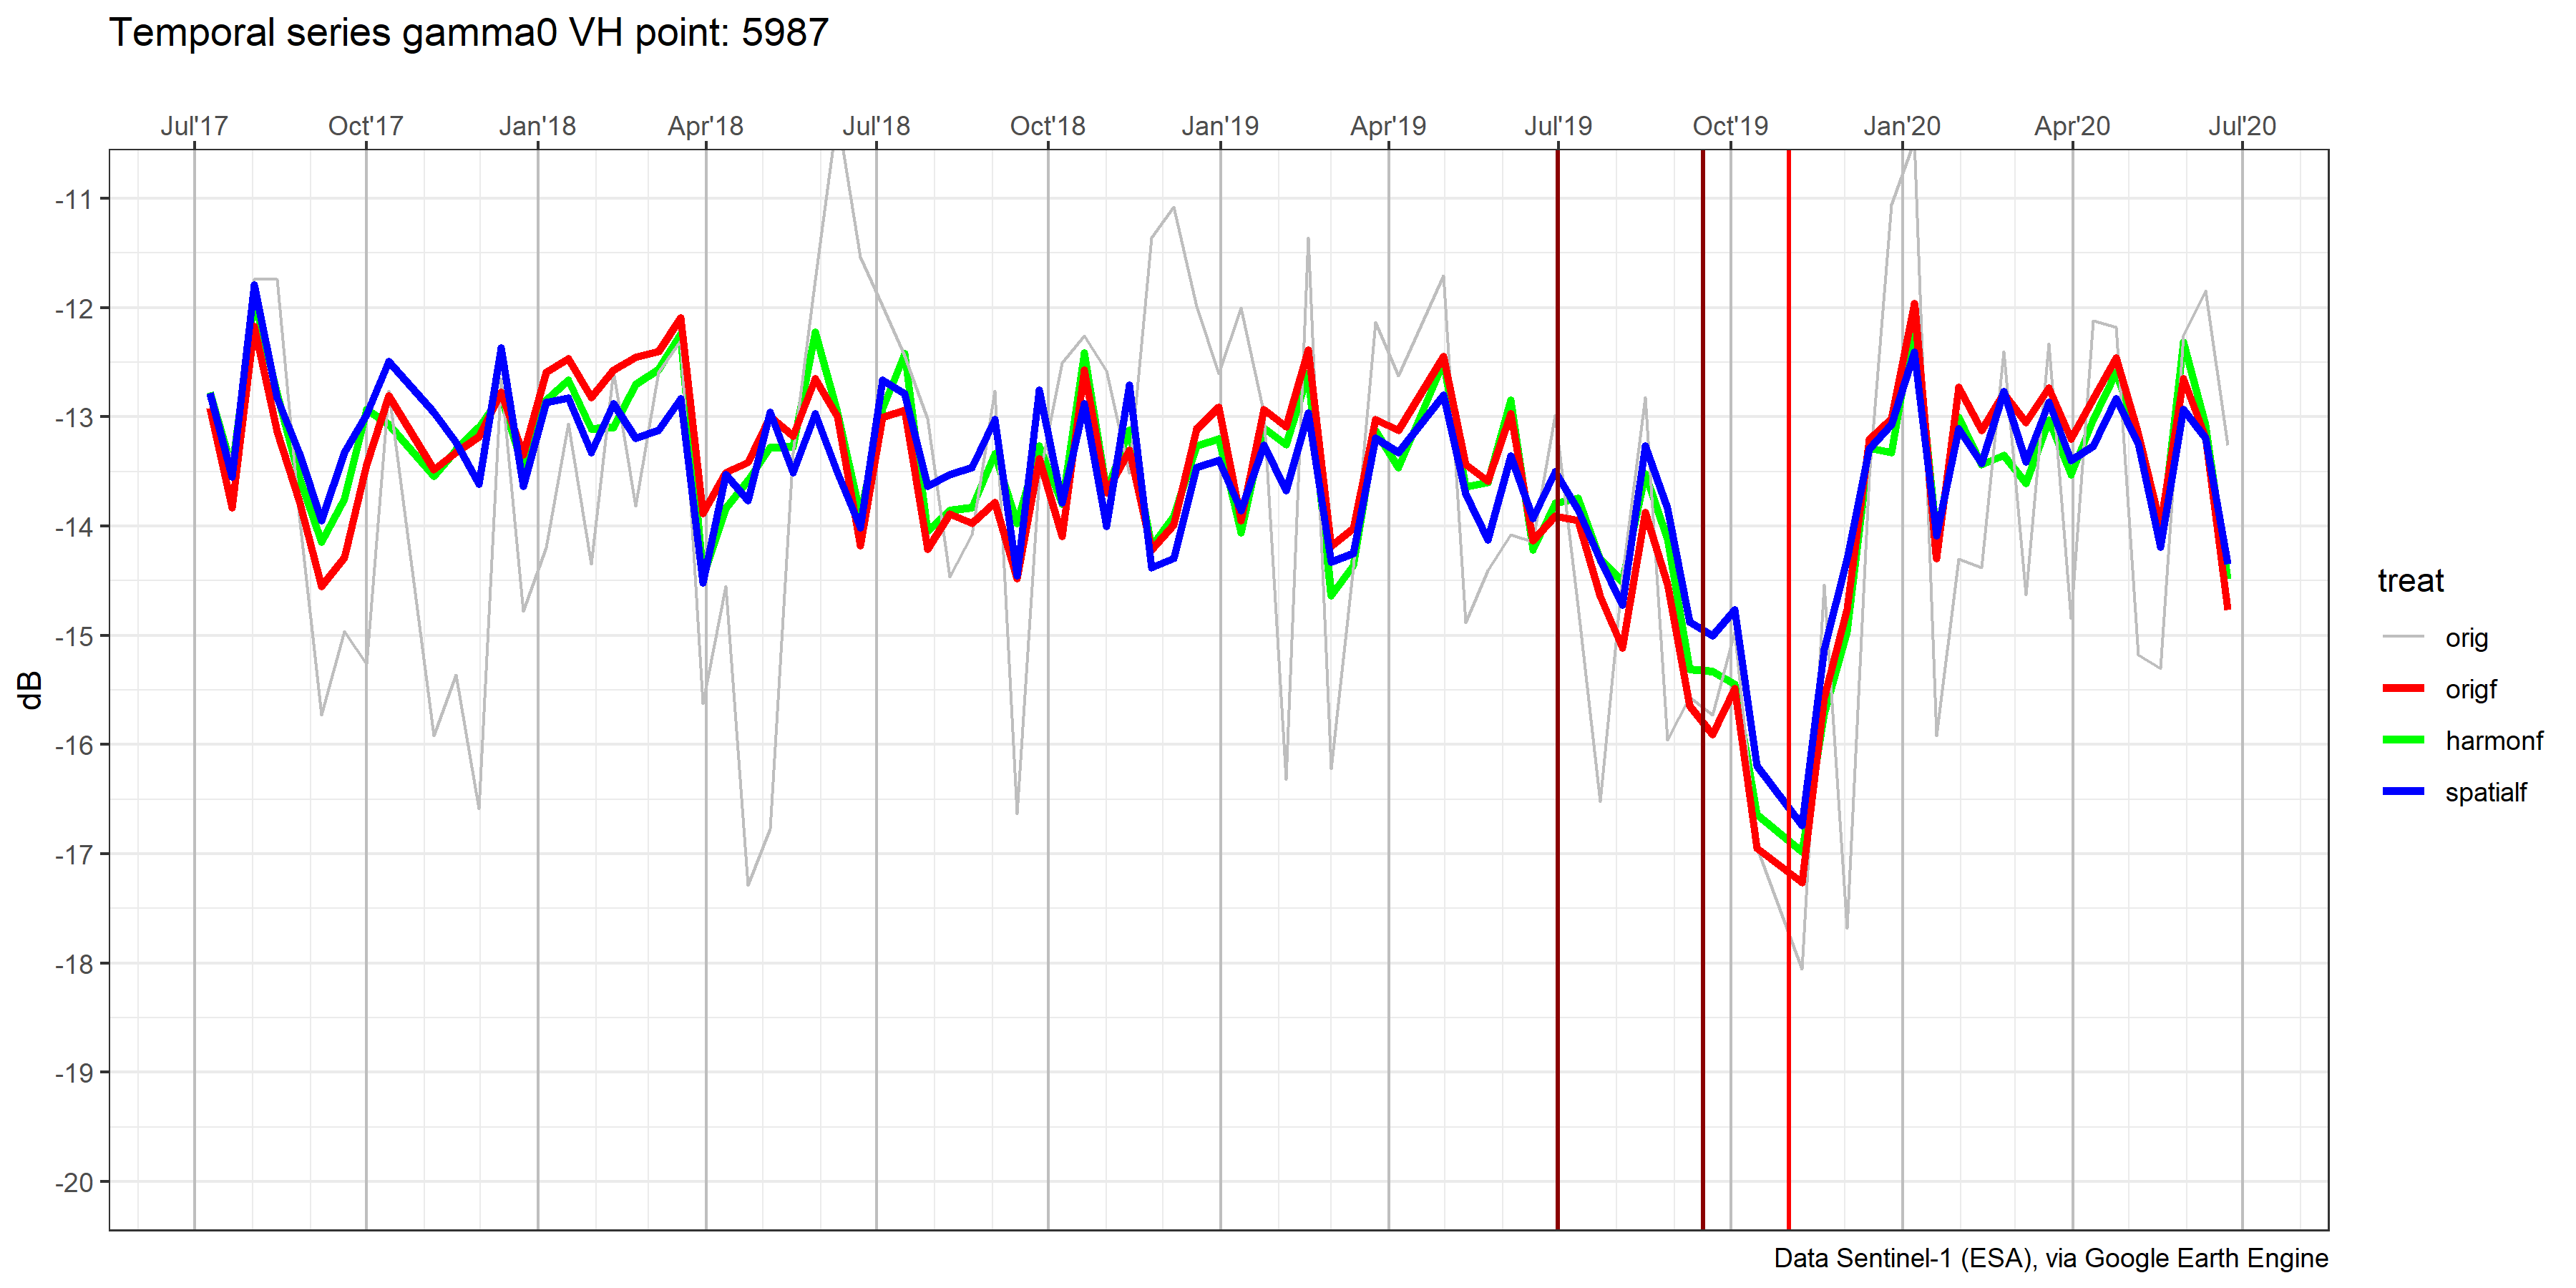 Temporal series gamma0 VH point: 5987
Jul'17 Oct'17 Jan'18 Apr'18 Jul'18 Oct'18 Jan'19 Apr'19 Jul'19 Oct'19 Jan'20 Apr'20 Jul'20
-11
-12
-13
-14
-15
-16
-17
-18
-19
-20
dB
treat
orig
origf
harmonf
spatialf
Data Sentinel-1 (ESA), via Google Earth Engine